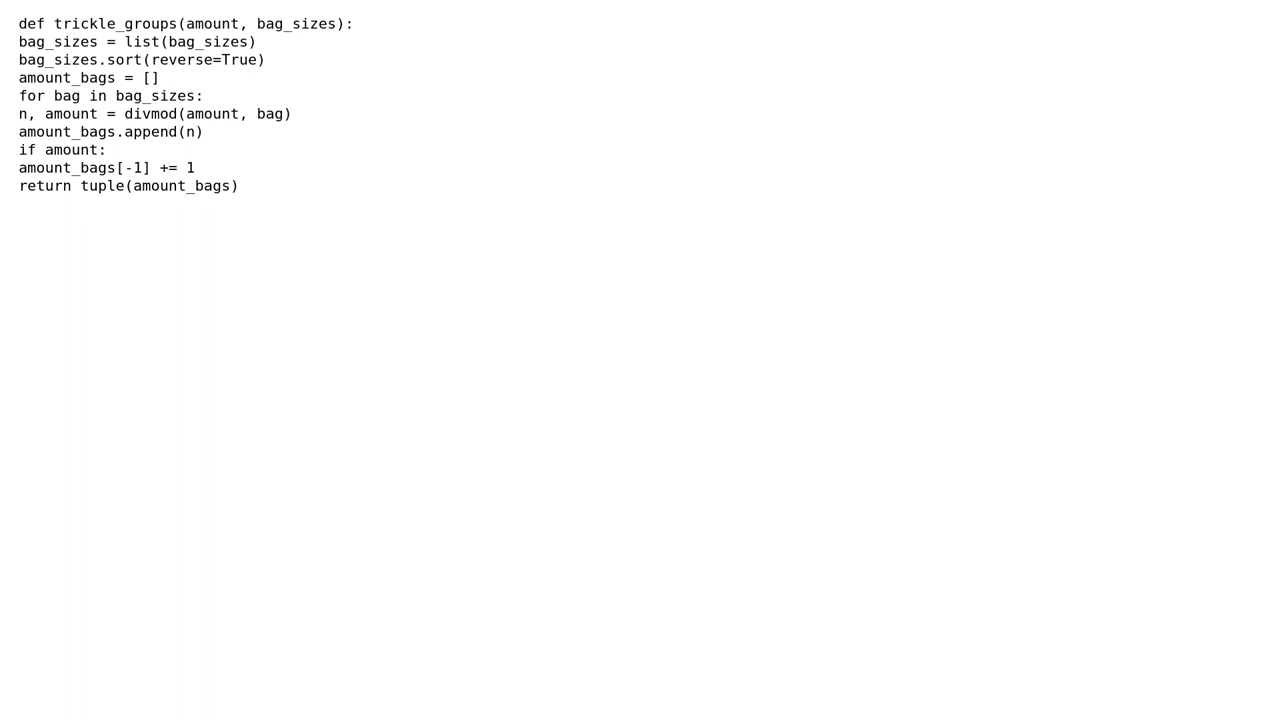 def trickle_groups(amount, bag_sizes):
bag_sizes = list(bag_sizes)
bag_sizes.sort(reverse=True)
amount_bags = []
for bag in bag_sizes:
n, amount = divmod(amount, bag)
amount_bags.append(n)
if amount:
amount_bags[-1] += 1
return tuple(amount_bags)